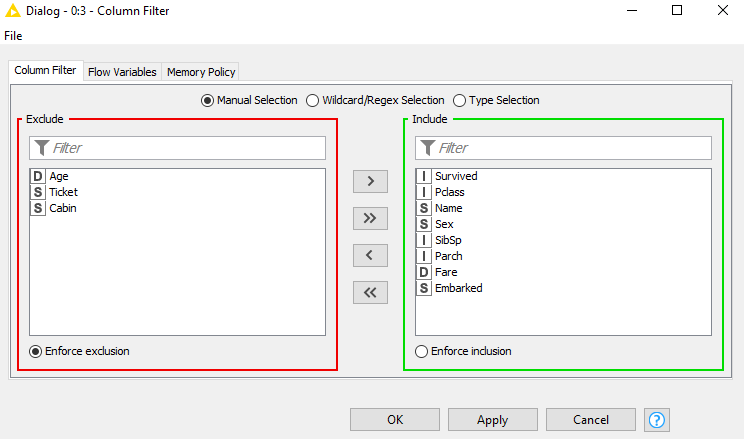 Dialog - 0:3 - Column Filter
File
Column Filter Flow Variables Memory Policy
Manual Selection Wildcard/Regex Selection Type Selection
Exclude
Filter
D Age
S Ticket
S Cabin
Enforce exclusion
>
>>
<
<<
Include
Filter
I Survived
I Pclass
S Name
S Sex
I SibSp
I Parch
D Fare
S Embarked
Enforce inclusion
OK Apply Cancel ?